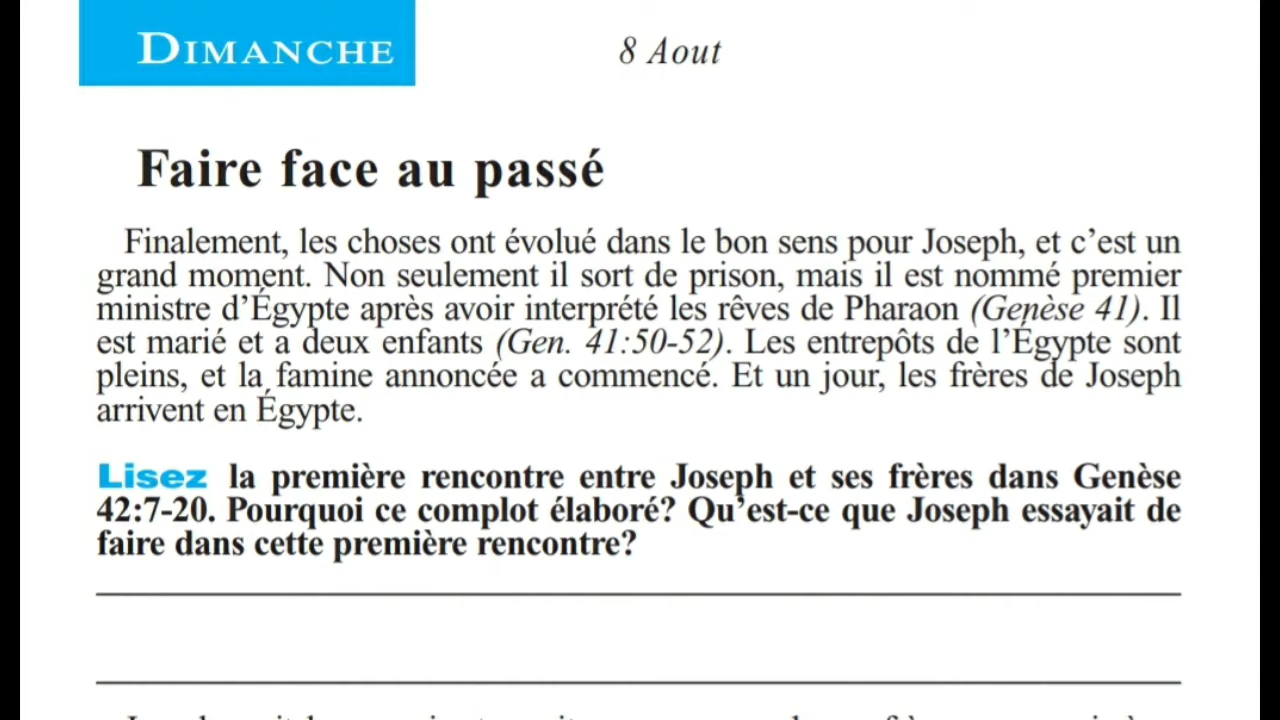 DIMANCHE
8 Aout
Faire face au passé
Finalement, les choses ont évolué dans le bon sens pour Joseph, et c’est un
grand moment. Non seulement il sort de prison, mais il est nommé premier
ministre d’Égypte après avoir interprété les rêves de Pharaon (Genèse 41). Il
est marié et a deux enfants (Gen. 41:50-52). Les entrepôts de l’Égypte sont
pleins, et la famine annoncée a commencé. Et un jour, les frères de Joseph
arrivent en Égypte.
Lisez la première rencontre entre Joseph et ses frères dans Genèse
42:7-20. Pourquoi ce complot élaboré? Qu’est-ce que Joseph essayait de
faire dans cette première rencontre?